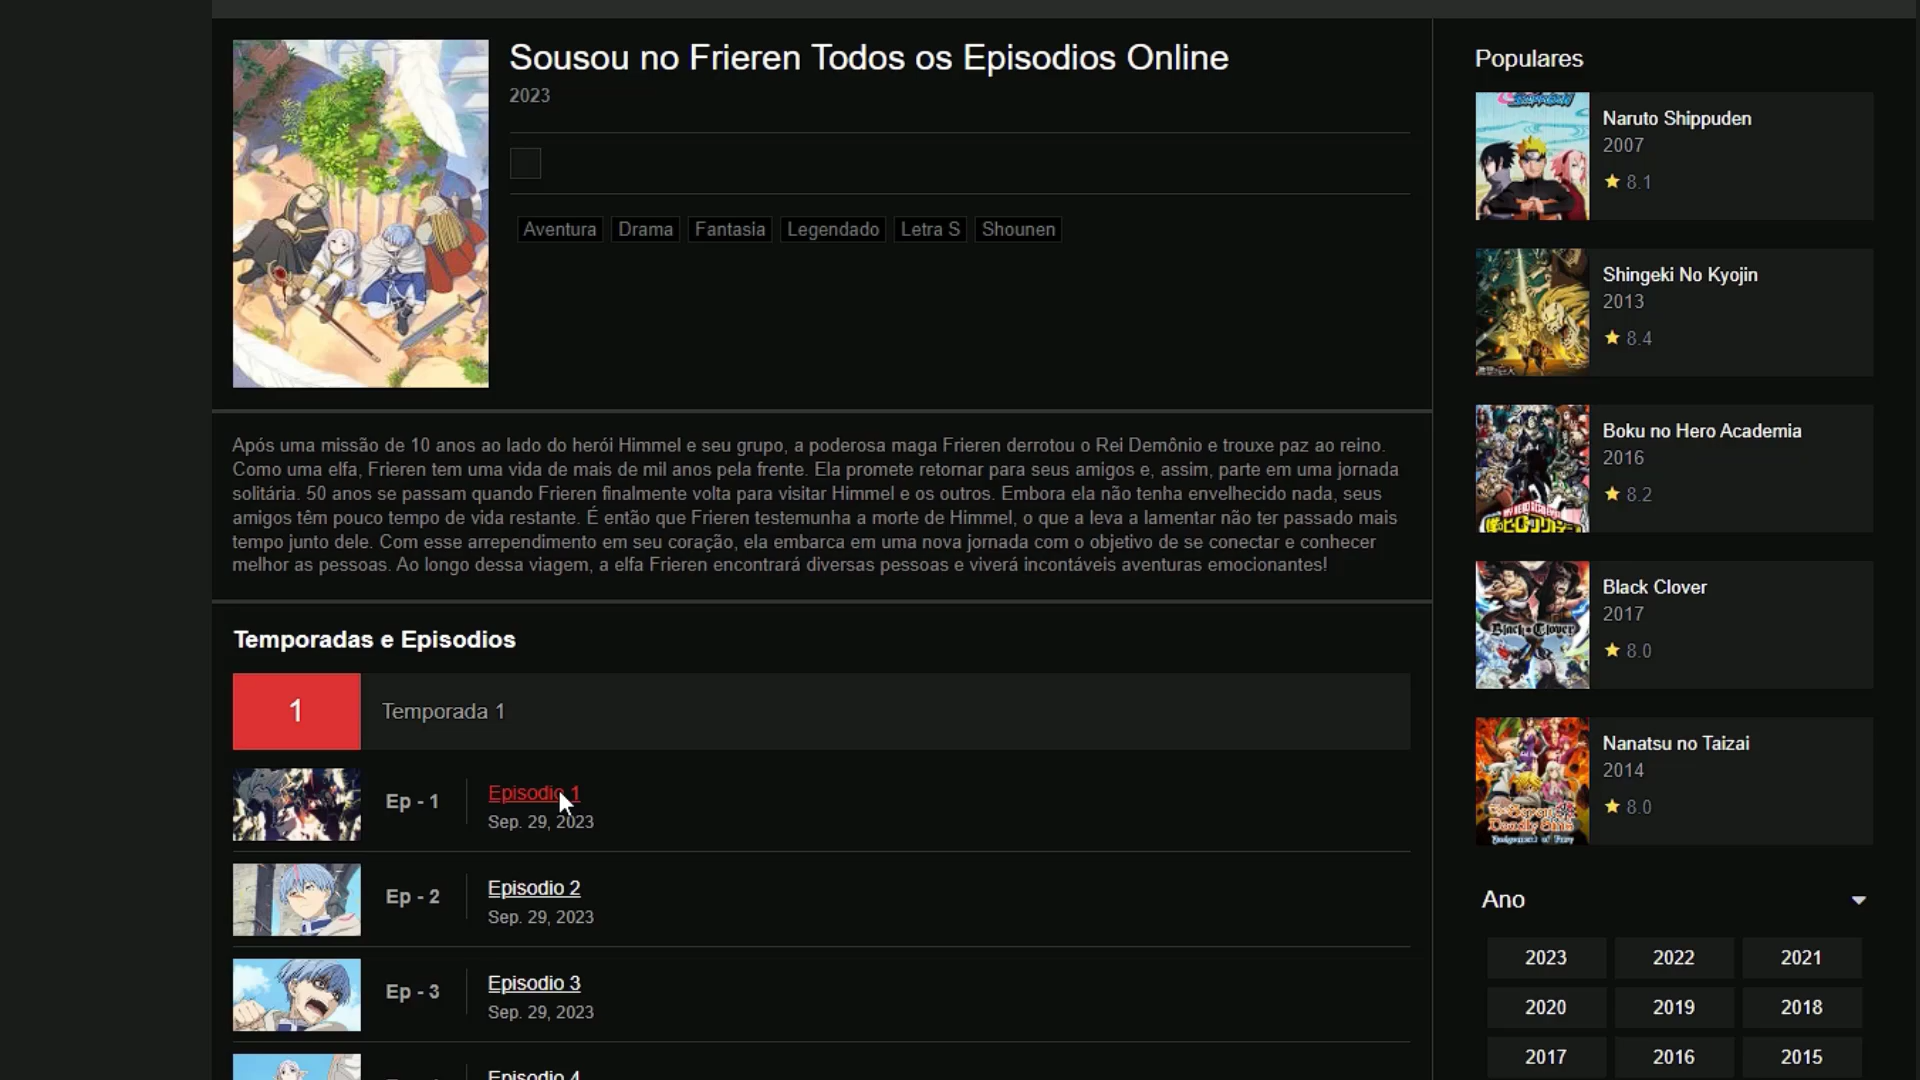 Sousou no Frieren Todos os Episodios Online
2023
Aventura Drama Fantasia Legendado Letra S Shounen
Após uma missão de 10 anos ao lado do herói Himmel e seu grupo, a poderosa maga Frieren derrotou o Rei Demônio e trouxe paz ao reino.
Como uma elfa, Frieren tem uma vida de mais de mil anos pela frente. Ela promete retornar para seus amigos e, assim, parte em uma jornada
solitária. 50 anos se passam quando Frieren finalmente volta para visitar Himmel e os outros. Embora ela não tenha envelhecido nada, seus
amigos têm pouco tempo de vida restante. É então que Frieren testemunha a morte de Himmel, o que a leva a lamentar não ter passado mais
tempo junto dele. Com esse arrependimento em seu coração, ela embarca em uma nova jornada com o objetivo de se conectar e conhecer
melhor as pessoas. Ao longo dessa viagem, a elfa Frieren encontrará diversas pessoas e viverá incontáveis aventuras emocionantes!
Temporadas e Episodios
1 Temporada 1
Ep - 1
Episodio 1
Sep. 29, 2023
Ep - 2
Episodio 2
Sep. 29, 2023
Ep - 3
Episodio 3
Sep. 29, 2023
Episodio 4
Populares
Naruto Shippuden
2007
8.1
Shingeki No Kyojin
2013
8.4
Boku no Hero Academia
2016
8.2
Black Clover
Black Clover
2017
8.0
Nanatsu no Taizai
2014
8.0
Ano
2023 2022 2021
2020 2019 2018
2017 2016 2015